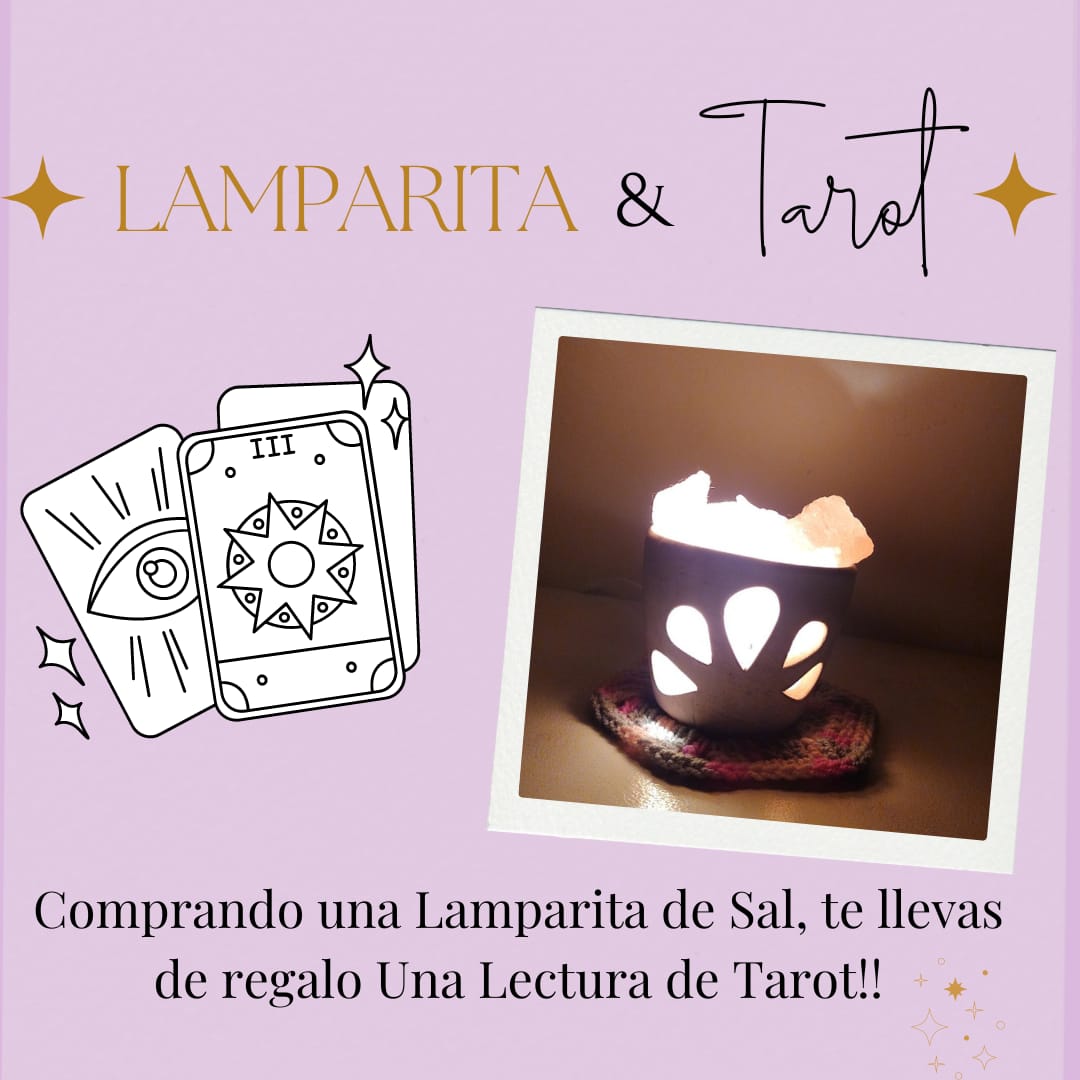 LAMPARITA & Tarot
III
Comprando una Lamparita de Sal, te llevas
de regalo Una Lectura de Tarot!!